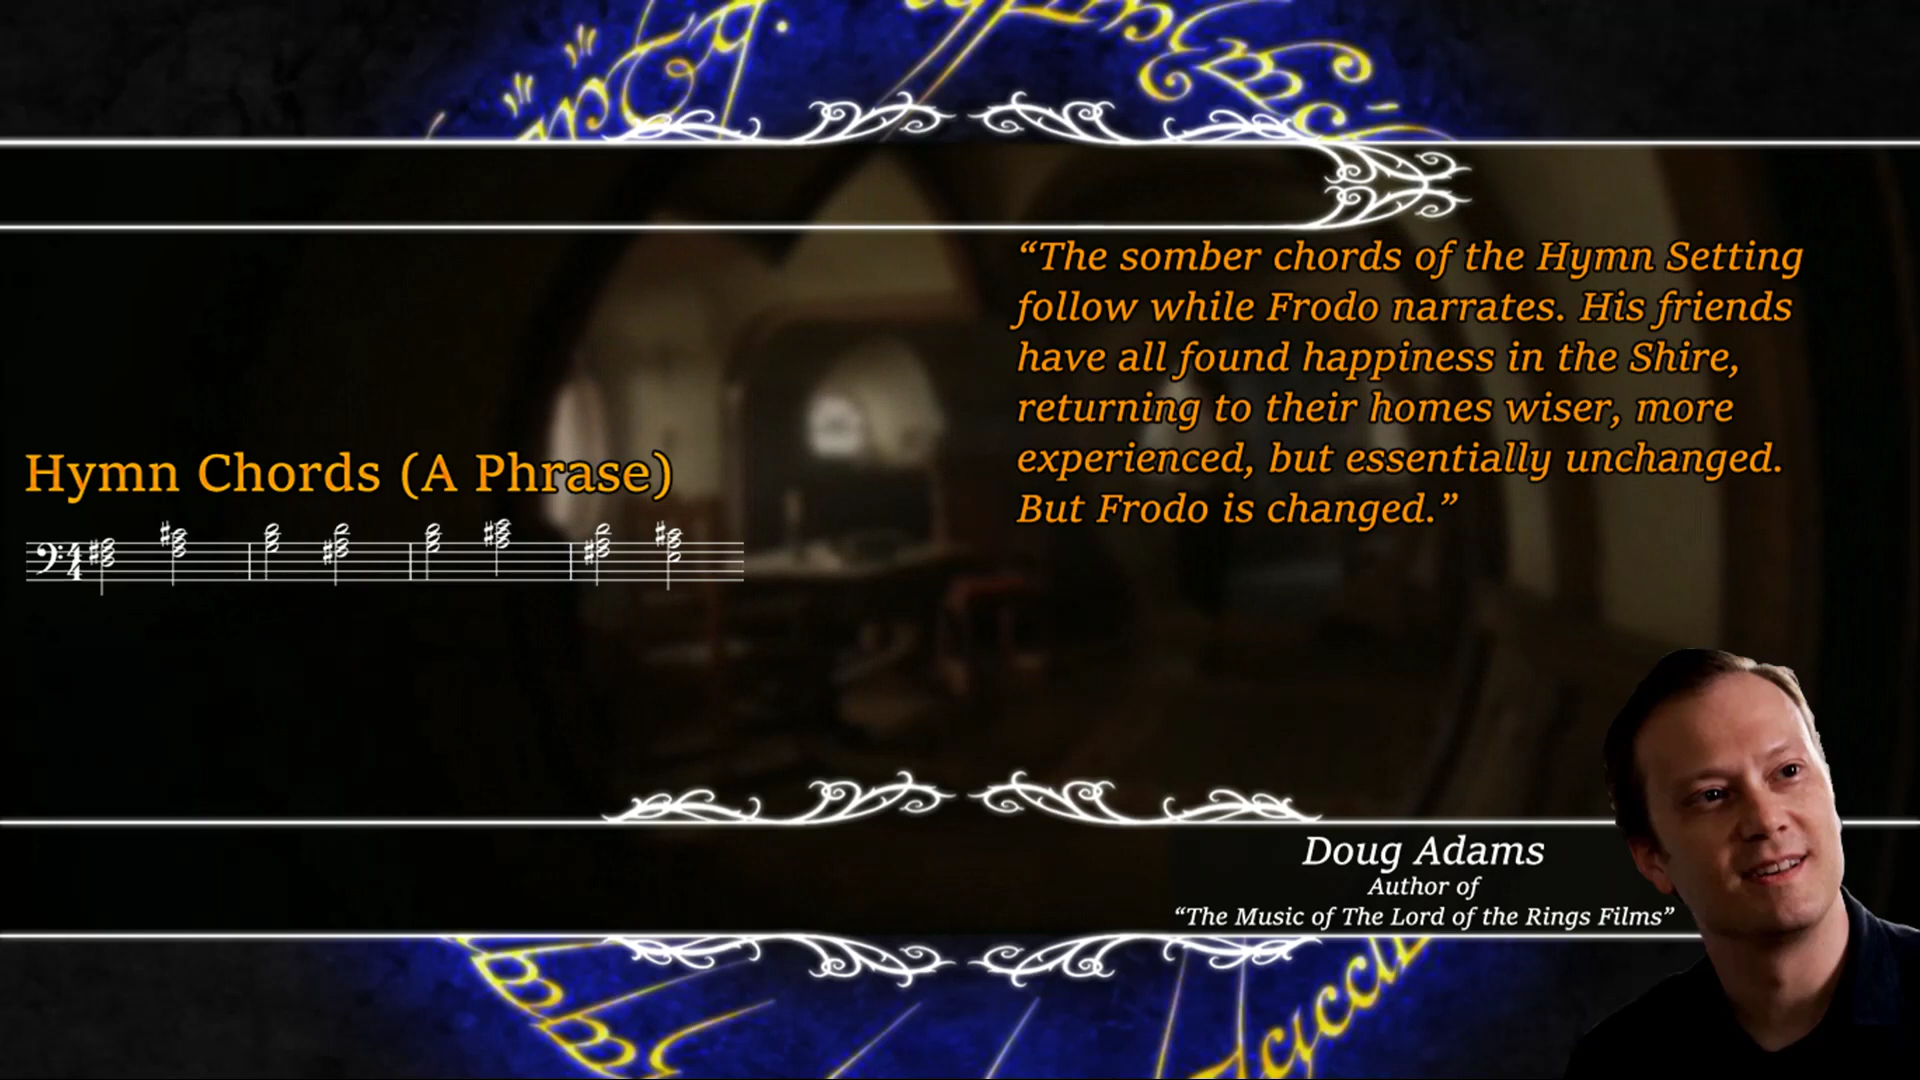 “The somber chords of the Hymn Setting
follow while Frodo narrates. His friends
have all found happiness in the Shire,
returning to their homes wiser, more
experienced, but essentially unchanged.
But Frodo is changed.”
Hymn Chords (A Phrase)
Doug Adams
Author of
“The Music of The Lord of the Rings Films”